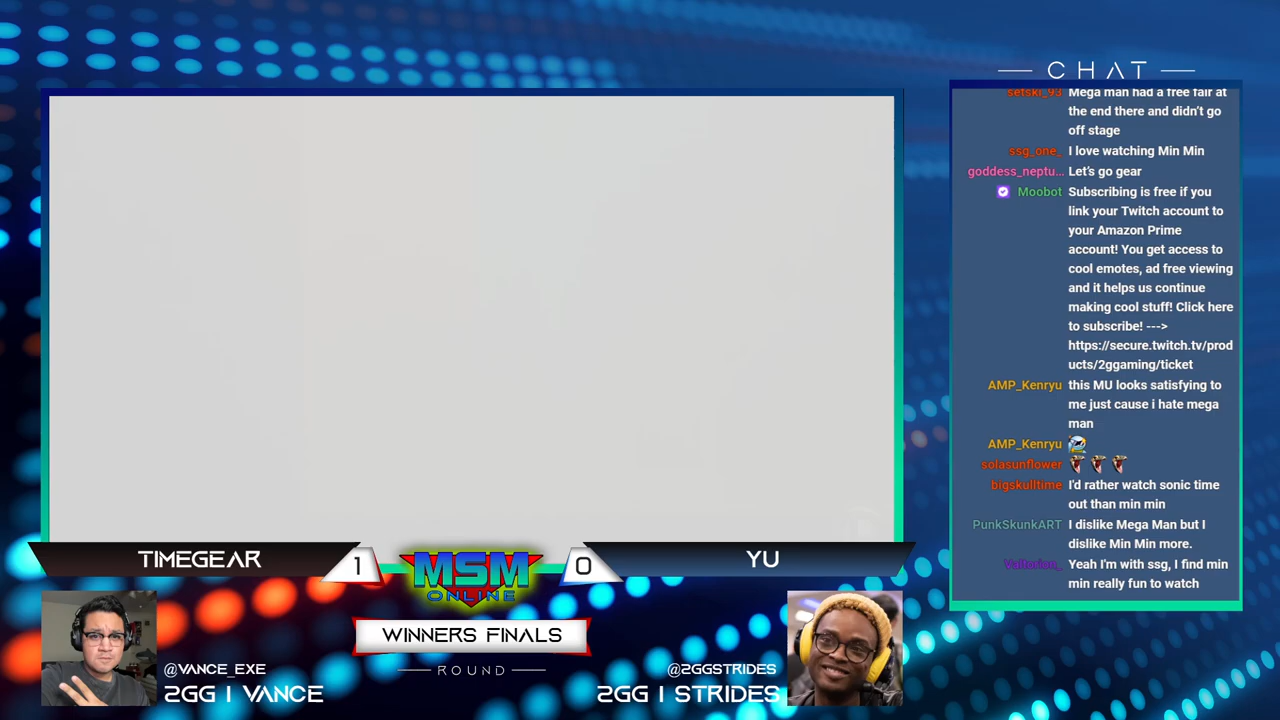 CHAT
setski_93 Mega man had a free fair at
the end there and didn't go
off stage
ssg_one_ I love watching Min Min
goddess_neptu... Let's go gear
Moobot Subscribing is free if you
link your Twitch account to
your Amazon Prime
account! You get access to
cool emotes, ad free viewing
and it helps us continue
making cool stuff! Click here
to subscribe! --->
https://secure.twitch.tv/prod
ucts/2ggaming/ticket
AMP_Kenryu this MU looks satisfying to
me just cause i hate mega
man
AMP_Kenryu
solasunflower
bigskulltime I'd rather watch sonic time
out than min min
PunkSkunkART I dislike Mega Man but I
dislike Min Min more.
Valtorion_ Yeah I'm with ssg, I find min
min really fun to watch
TIMEGEAR 1
MSM
ONLINE
0 YU
WINNERS FINALS
ROUND
@VANCE_EXE
2GG | VANCE
@2GGSTRIDES
2GG | STRIDES